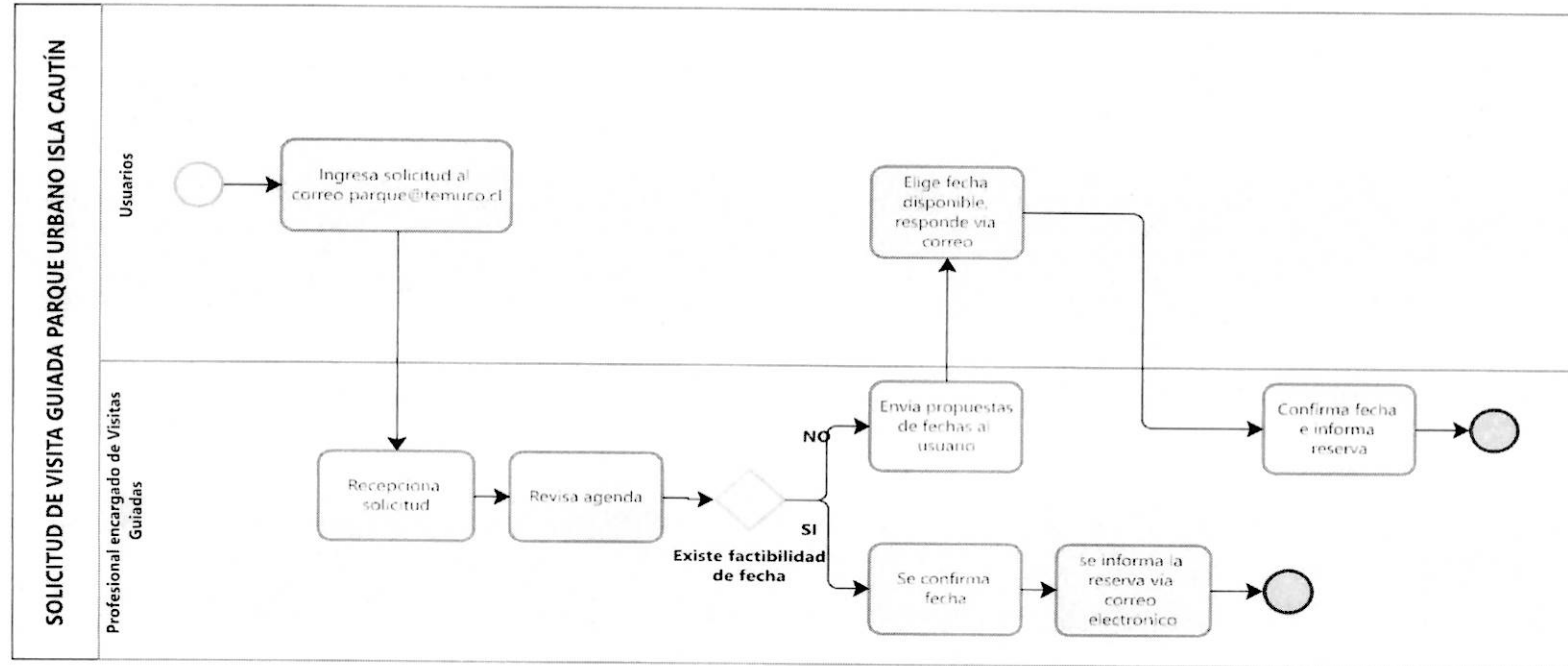 SOLICITUD DE VISITA GUIADA PARQUE URBANO ISLA CAUTÍN
Usuarios
Ingresa solicitud al
correo parque@temuco.cl
Elige fecha
disponible,
responde via
correo
Profesional encargado de Visitas
Guiadas
Recepciona
solicitud
Revisa agenda
Existe factibilidad
de fecha
NO
Envia propuestas
de fechas al
usuario
Confirma fecha
e informa
reserva
SI
Se confirma
fecha
se informa la
reserva via
correo
electronico